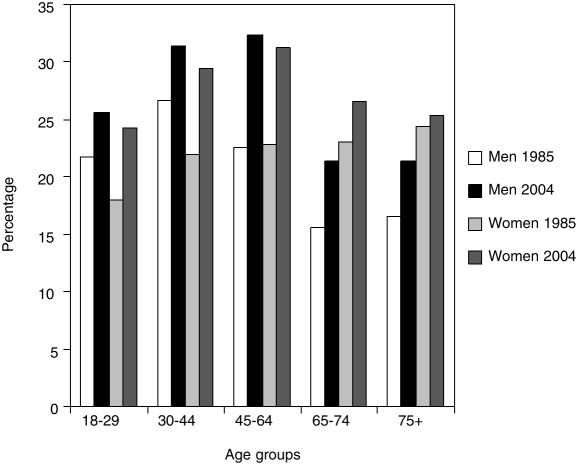 35
30
25
20
15
10
5
0
Percentage
18-29 30-44 45-64 65-74 75+
Age groups
Men 1985
Men 2004
Women 1985
Women 2004